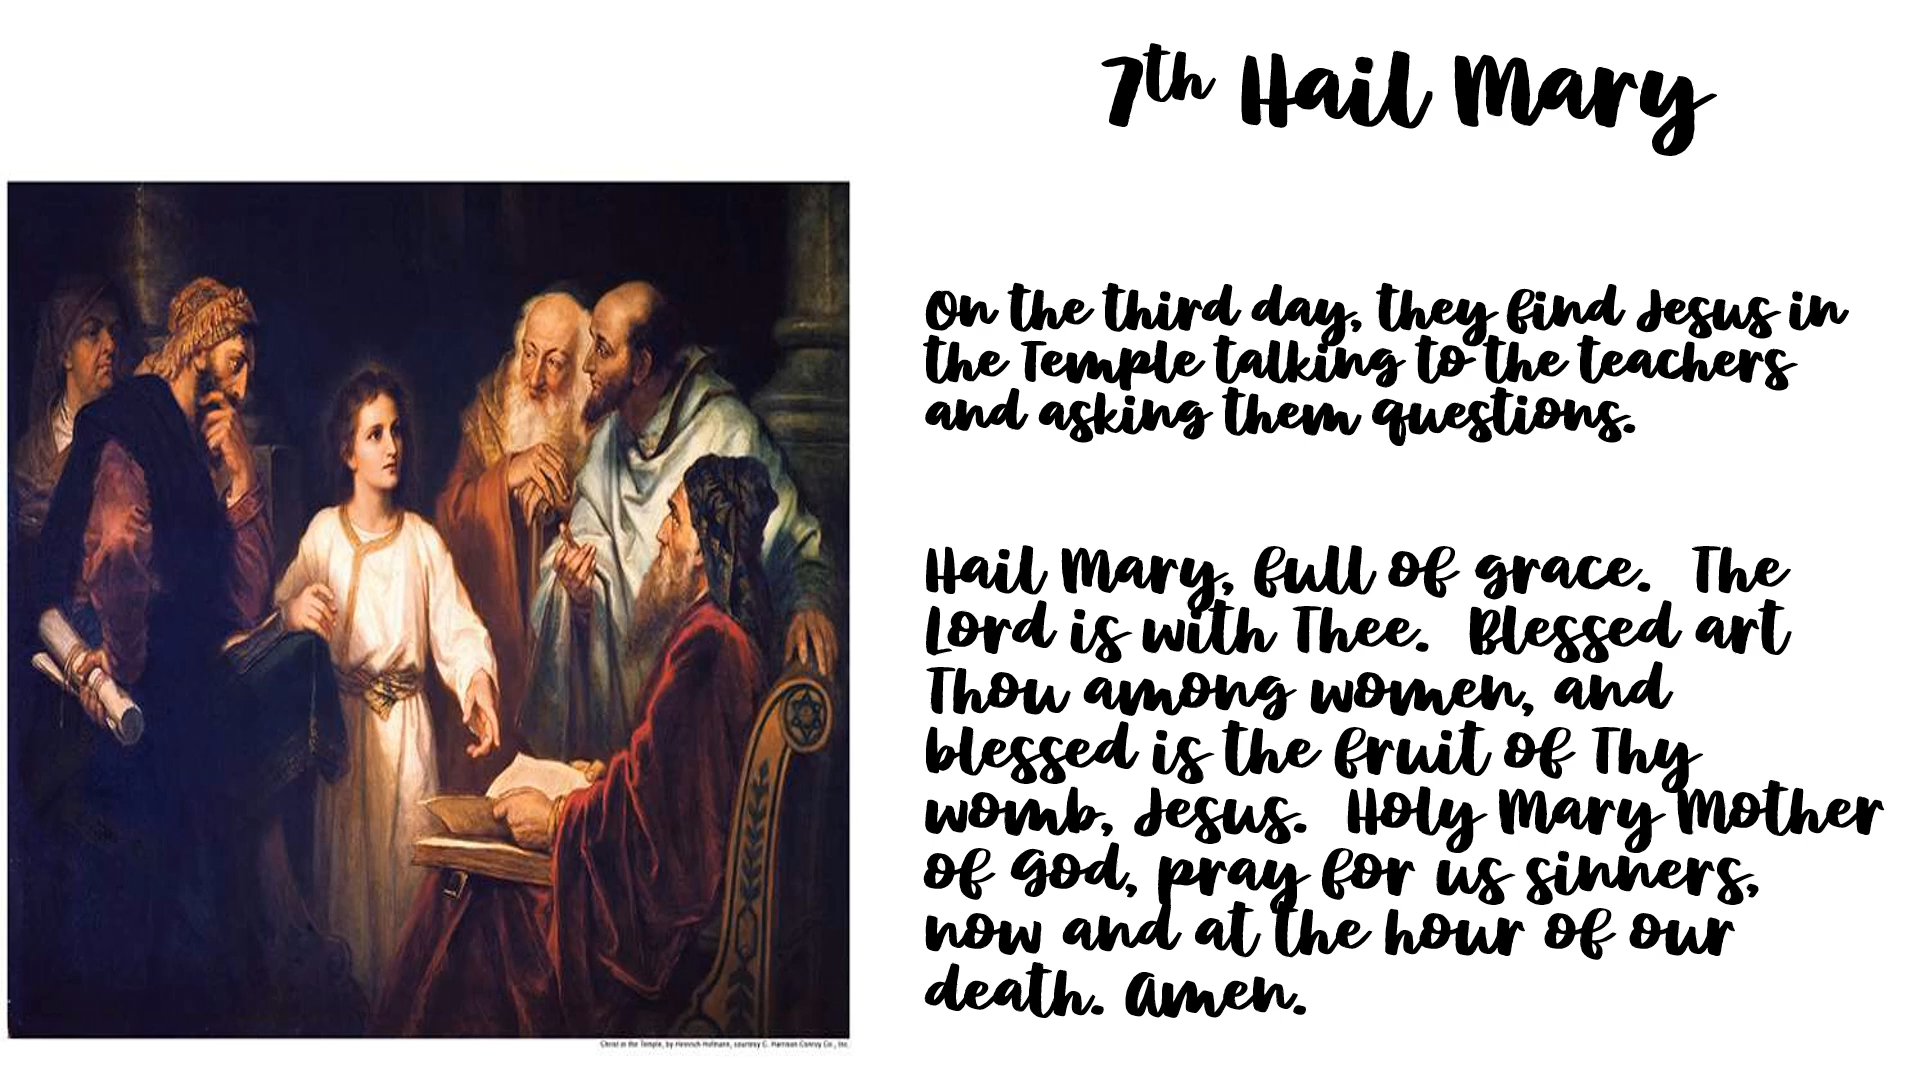 7th Hail Mary
On the third day, they find Jesus in
the Temple talking to the teachers
and asking them questions.
Hail Mary, full of grace.  The
Lord is with Thee.  Blessed art
Thou among women, and
blessed is the fruit of Thy
womb, Jesus.  Holy Mary Mother
of God, pray for us sinners,
now and at the hour of our
death. Amen.
Christ in the Temple, by Heinrich Hofmann, courtesy C. Harrison Conroy Co., Inc.